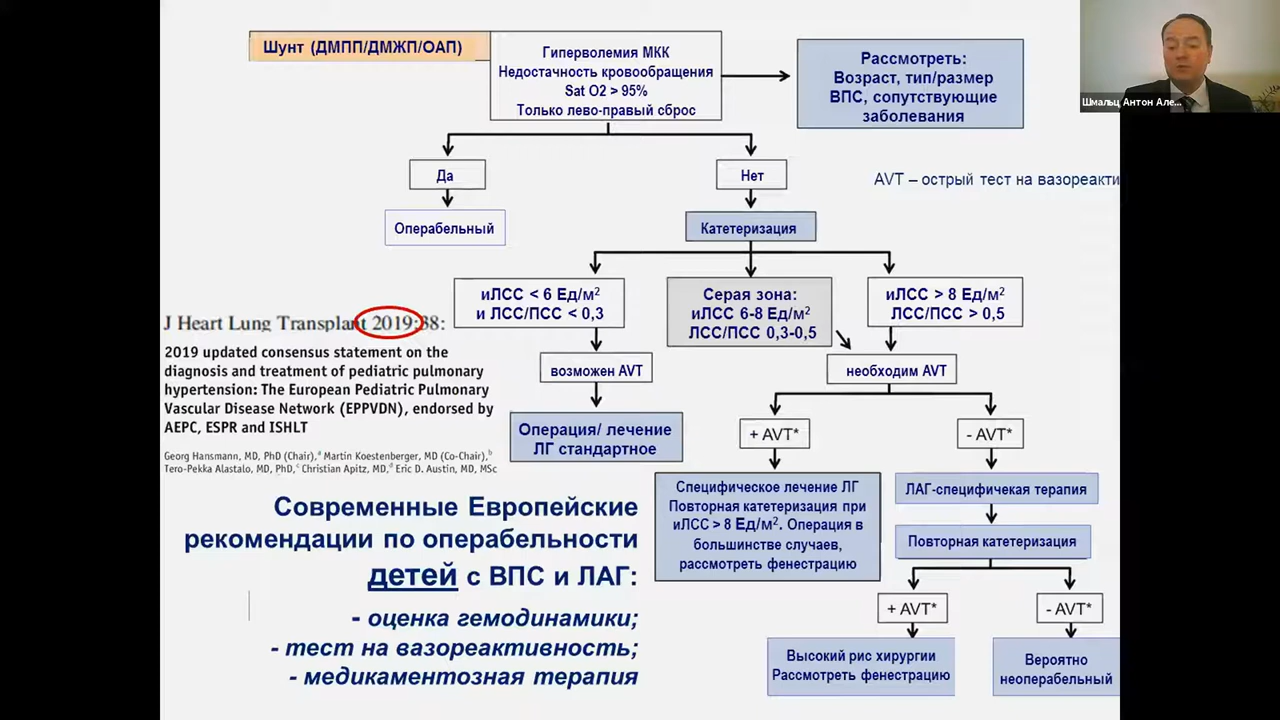 Шунт (ДМПП/ДМЖП/ОАП)
Гиперволемия МКК
Недостачность кровообращения
Sat O2 > 95%
Только лево-правый сброс
Рассмотреть:
Возраст, тип/размер
ВПС, сопутствующие
заболевания
Шмальц Антон Але...
Да
Нет
AVT – острый тест на вазореакти
Операбельный
Катетеризация
иЛСС < 6 Ед/м²
и ЛСС/ПСС < 0,3
Серая зона:
иЛСС 6-8 Ед/м²
ЛСС/ПСС 0,3-0,5
иЛСС > 8 Ед/м²
ЛСС/ПСС > 0,5
J Heart Lung Transplant 2019;38:
2019 updated consensus statement on the
diagnosis and treatment of pediatric pulmonary
hypertension: The European Pediatric Pulmonary
Vascular Disease Network (EPPVDN), endorsed by
AEPC, ESPR and ISHLT
Georg Hansmann, MD, PhD (Chair),ᵃ Martin Koestenberger, MD (Co-Chair),ᵇ
Tero-Pekka Alastalo, MD, PhD,ᶜ Christian Apitz, MD,ᵈ Eric D. Austin, MD, MSc
возможен AVT
необходим AVT
Операция/ лечение
ЛГ стандартное
+ AVT*
- AVT*
Специфическое лечение ЛГ
Повторная катетеризация при
иЛСС > 8 Ед/м². Операция в
большинстве случаев,
рассмотреть фенестрацию
ЛАГ-специфичекая терапия
Повторная катетеризация
+ AVT*
- AVT*
Высокий рис хирургии
Рассмотреть фенестрацию
Вероятно
неоперабельный
Современные Европейские
рекомендации по операбельности
детей с ВПС и ЛАГ:
- оценка гемодинамики;
- тест на вазореактивность;
- медикаментозная терапия